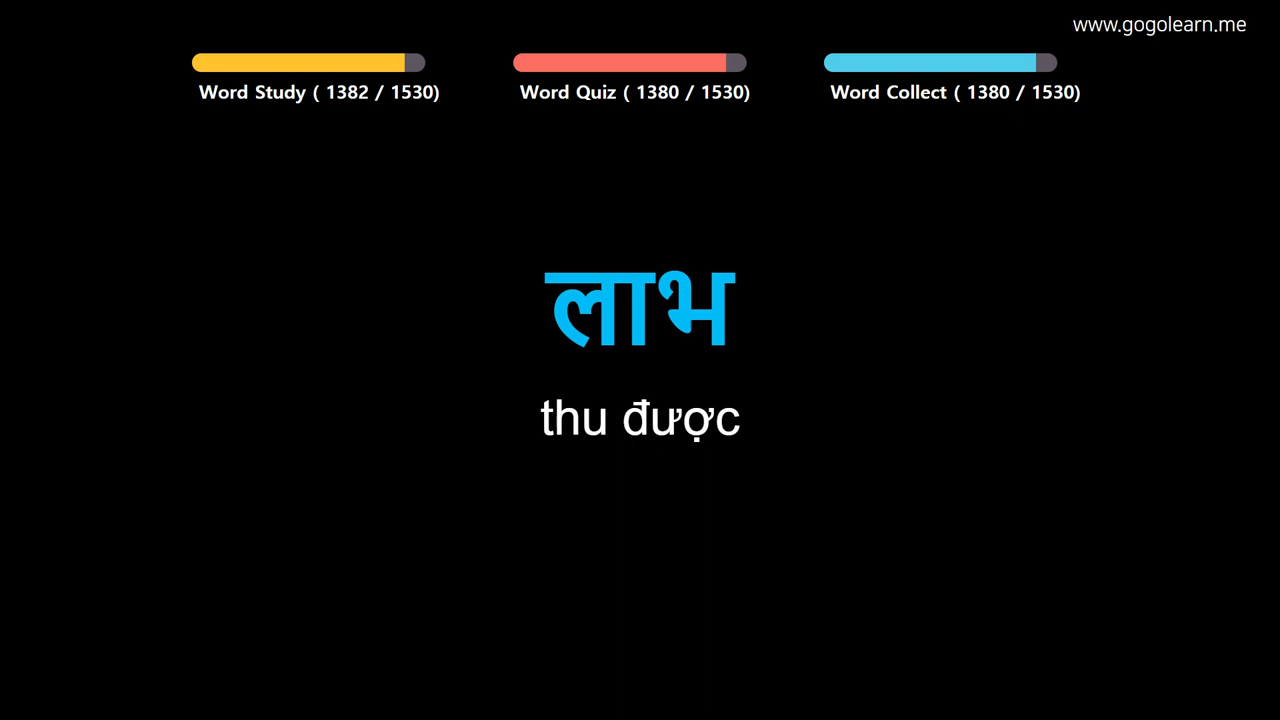 www.gogolearn.me
Word Study ( 1382 / 1530)
Word Quiz ( 1380 / 1530)
Word Collect ( 1380 / 1530)
लाभ
thu được